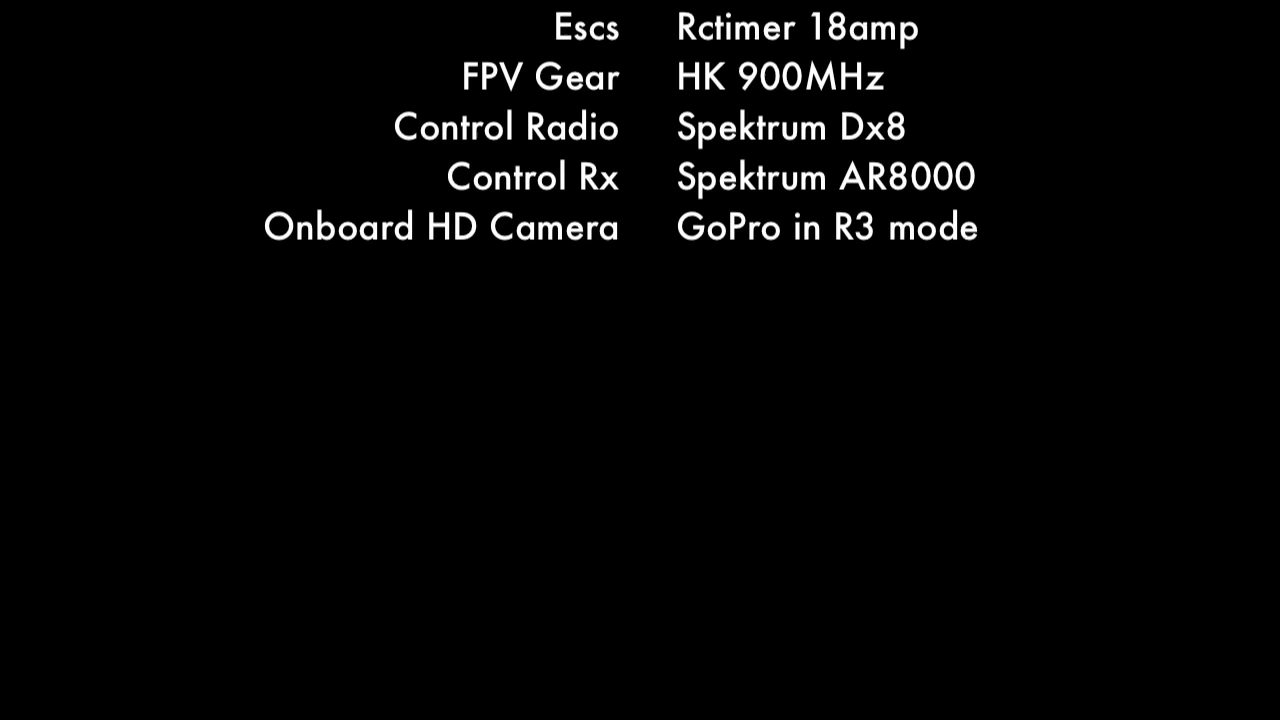 Escs Rctimer 18amp
FPV Gear HK 900MHz
Control Radio Spektrum Dx8
Control Rx Spektrum AR8000
Onboard HD Camera GoPro in R3 mode